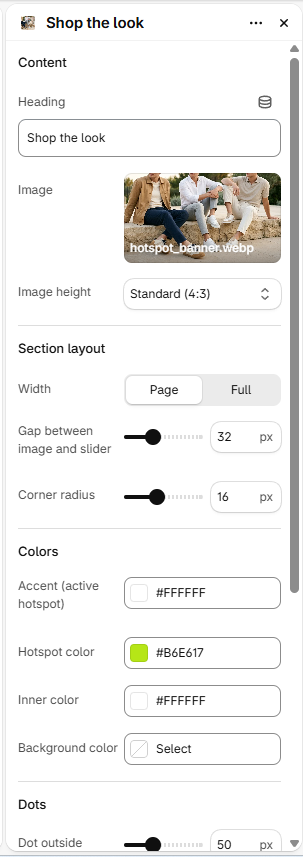 Shop the look
Content
Heading
Shop the look
Image
hotspot_banner.webp
Image height
Standard (4:3)
Section layout
Width
Page
Full
Gap between
image and slider
32
px
Corner radius
16
px
Colors
Accent (active
hotspot)
#FFFFFF
Hotspot color
#B6E617
Inner color
#FFFFFF
Background color
Select
Dots
Dot outside
50
px